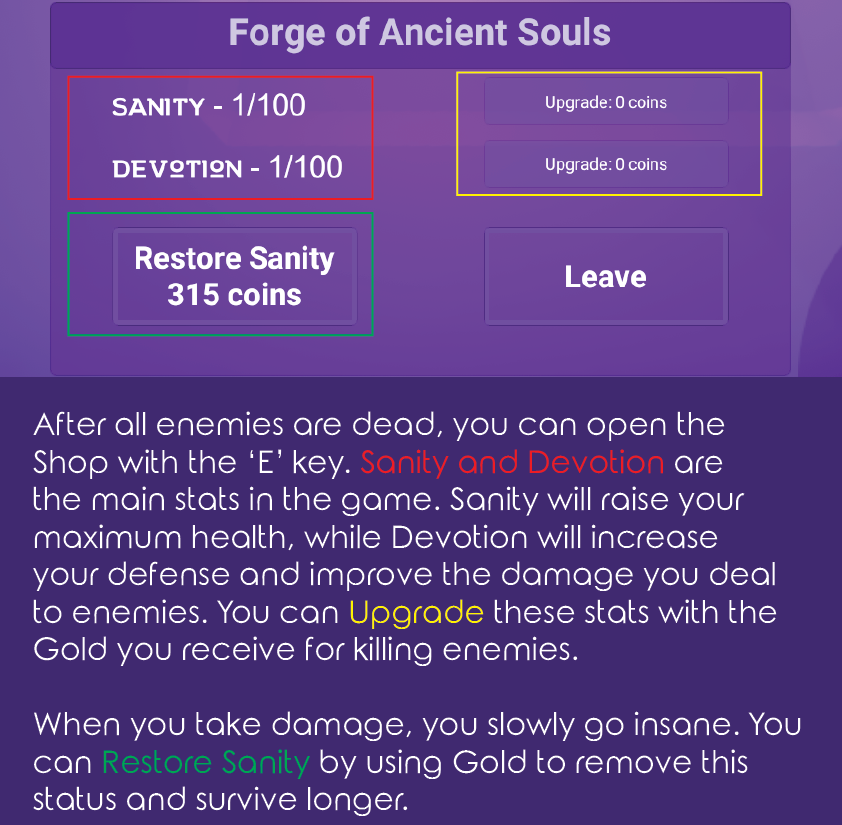 Forge of Ancient Souls
SANITY - 1/100
Upgrade: 0 coins
DEVOTION - 1/100
Upgrade: 0 coins
Restore Sanity
315 coins
Leave
After all enemies are dead, you can open the
Shop with the ‘E’ key. Sanity and Devotion are
the main stats in the game. Sanity will raise your
maximum health, while Devotion will increase
your defense and improve the damage you deal
to enemies. You can Upgrade these stats with the
Gold you receive for killing enemies.
When you take damage, you slowly go insane. You
can Restore Sanity by using Gold to remove this
status and survive longer.